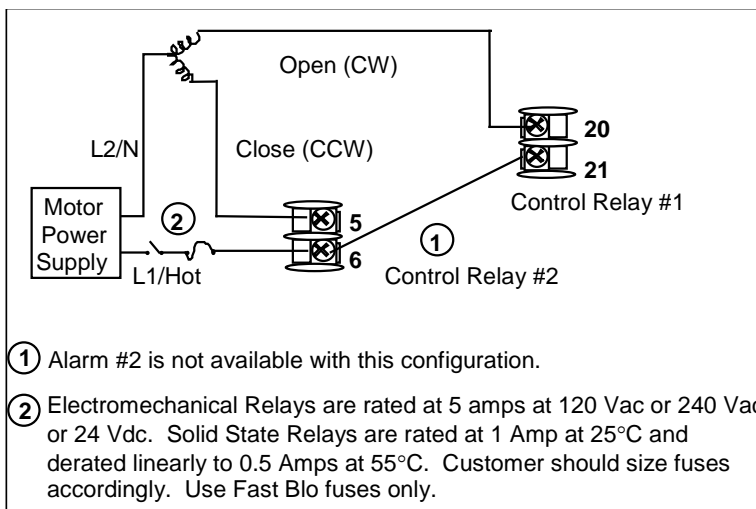 Open (CW)
20
L2/N
Close (CCW)
21
Control Relay #1
Motor
Power
Supply
2
5
6
1
L1/Hot
Control Relay #2
1 Alarm #2 is not available with this configuration.
2 Electromechanical Relays are rated at 5 amps at 120 Vac or 240 Vac
or 24 Vdc. Solid State Relays are rated at 1 Amp at 25°C and
derated linearly to 0.5 Amps at 55°C. Customer should size fuses
accordingly. Use Fast Blo fuses only.